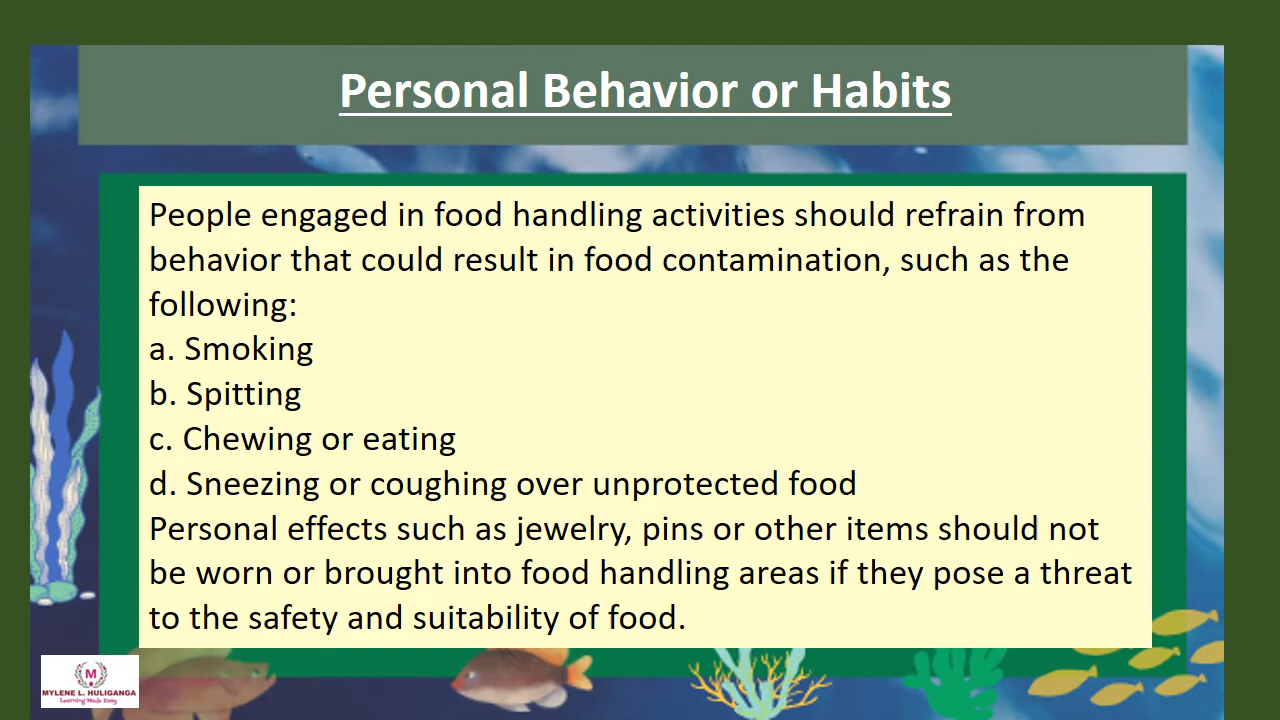 Personal Behavior or Habits
People engaged in food handling activities should refrain from
behavior that could result in food contamination, such as the
following:
a. Smoking
b. Spitting
c. Chewing or eating
d. Sneezing or coughing over unprotected food
Personal effects such as jewelry, pins or other items should not
be worn or brought into food handling areas if they pose a threat
to the safety and suitability of food.
M
MYLENE L. HULIGANGA
Learning Made Easy